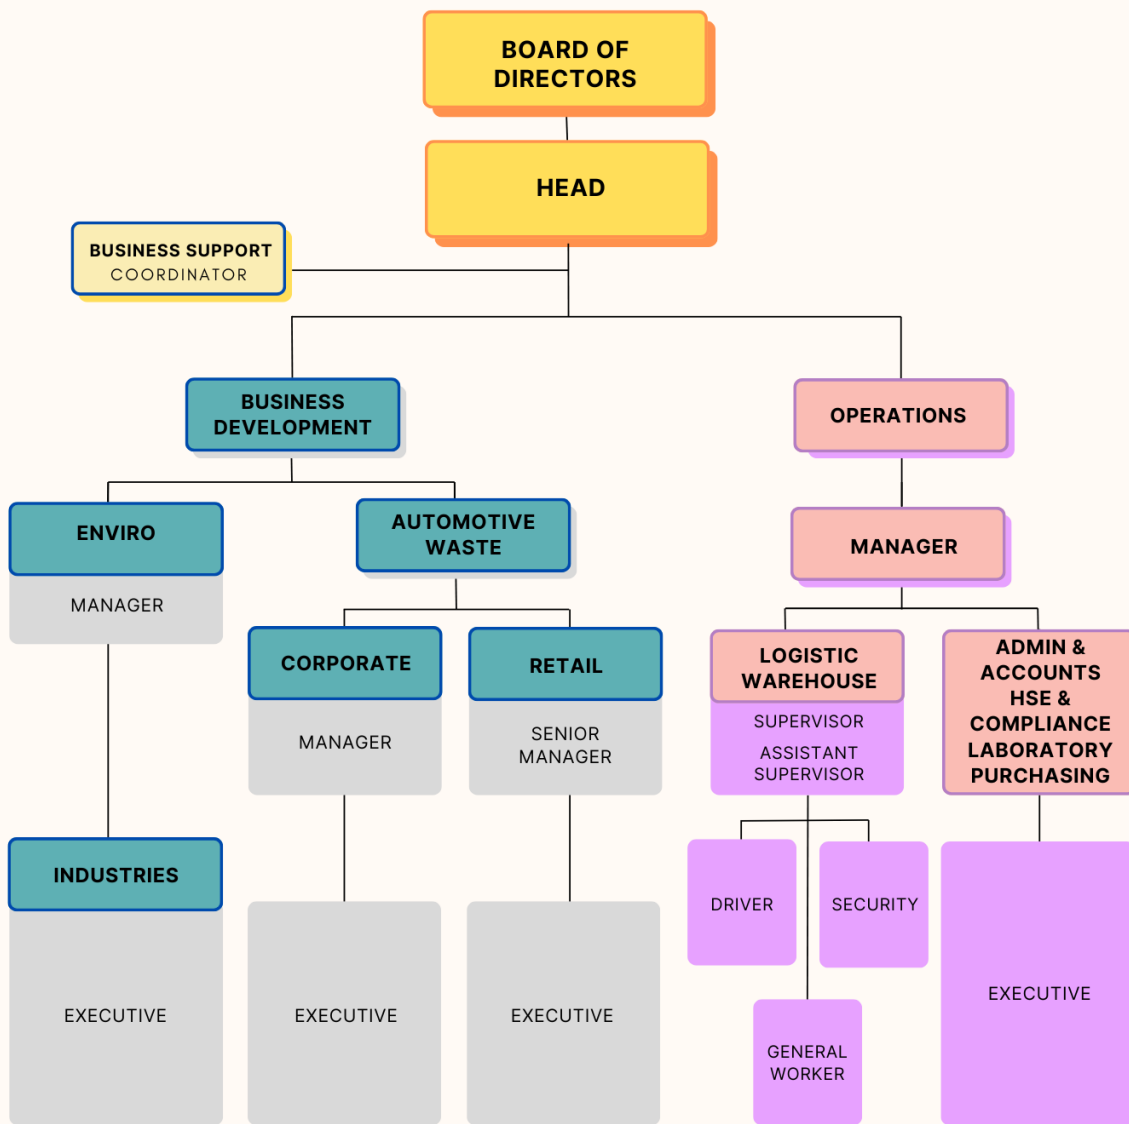 BOARD OF
DIRECTORS
HEAD
BUSINESS SUPPORT
COORDINATOR
BUSINESS
DEVELOPMENT
OPERATIONS
ENVIRO
MANAGER
AUTOMOTIVE
WASTE
MANAGER
CORPORATE
MANAGER
RETAIL
SENIOR
MANAGER
LOGISTIC
WAREHOUSE
SUPERVISOR
ASSISTANT
SUPERVISOR
ADMIN &
ACCOUNTS
HSE &
COMPLIANCE
LABORATORY
PURCHASING
INDUSTRIES
EXECUTIVE
EXECUTIVE
EXECUTIVE
DRIVER
SECURITY
GENERAL
WORKER
EXECUTIVE